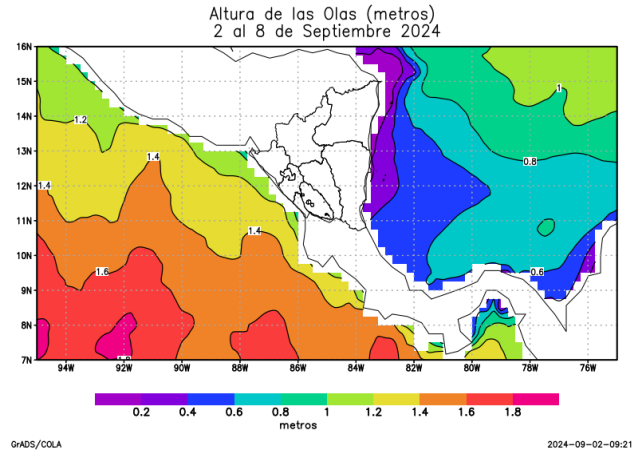 Altura de las Olas (metros)
2 al 8 de Septiembre 2024
16N
15N
14N
13N
12N
11N
10N
9N
8N
7N
1
1.2
0.8
1.4
1.4
1.4
1.6
0.6
1.8
94W 92W 90W 88W 86W 84W 82W 80W 78W 76W
0.2 0.4 0.6 0.8 1 1.2 1.4 1.6 1.8
metros
GrADS/COLA 2024-09-02-09:21